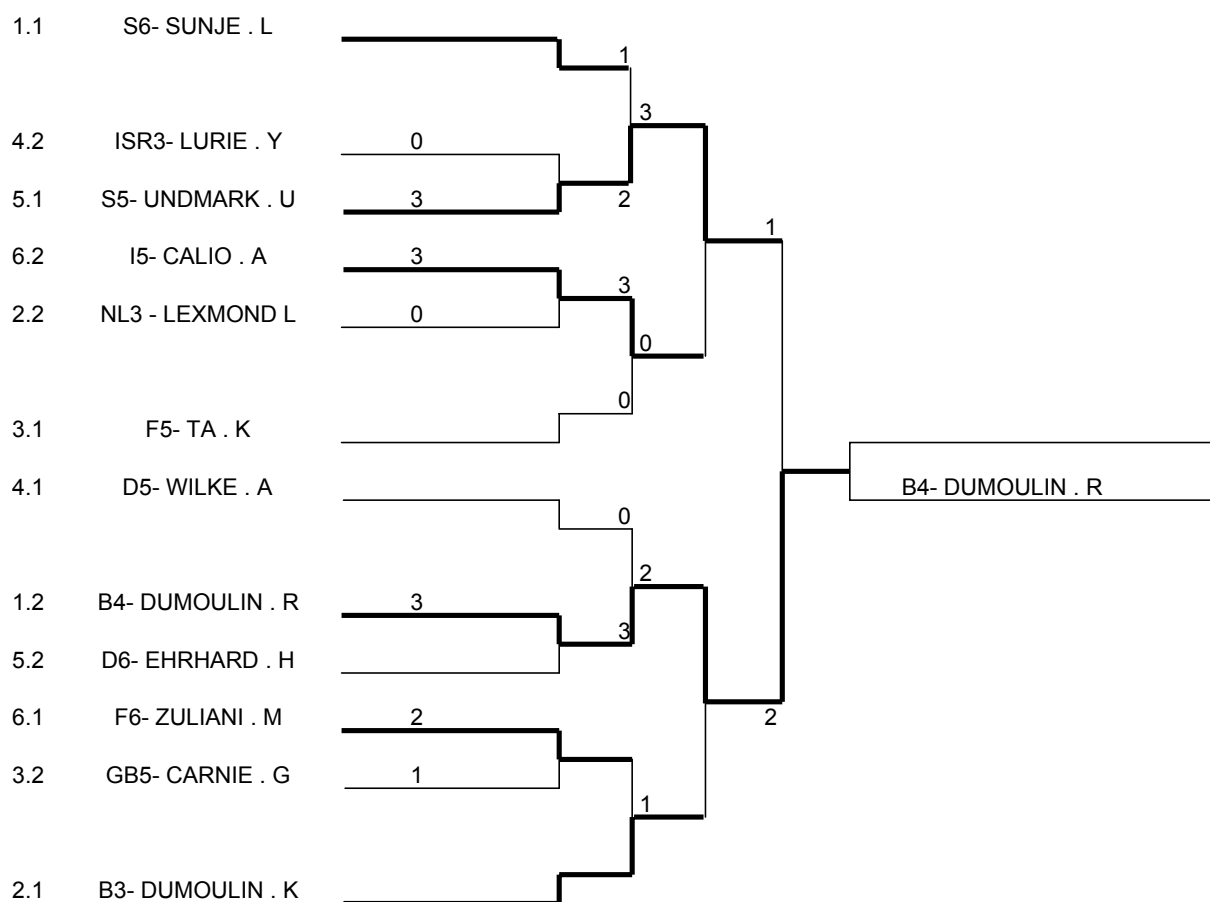 1.1 S6- SUNJE . L
1
3
4.2 ISR3- LURIE . Y 0
5.1 S5- UNDMARK . U 3 2
1
6.2 I5- CALIO . A 3
3
2.2 NL3 - LEXMOND L 0
0
0
3.1 F5- TA . K
4.1 D5- WILKE . A
B4- DUMOULIN . R
0
2
1.2 B4- DUMOULIN . R 3
3
5.2 D6- EHRHARD . H
6.1 F6- ZULIANI . M 2 2
3.2 GB5- CARNIE . G 1
1
2.1 B3- DUMOULIN . K